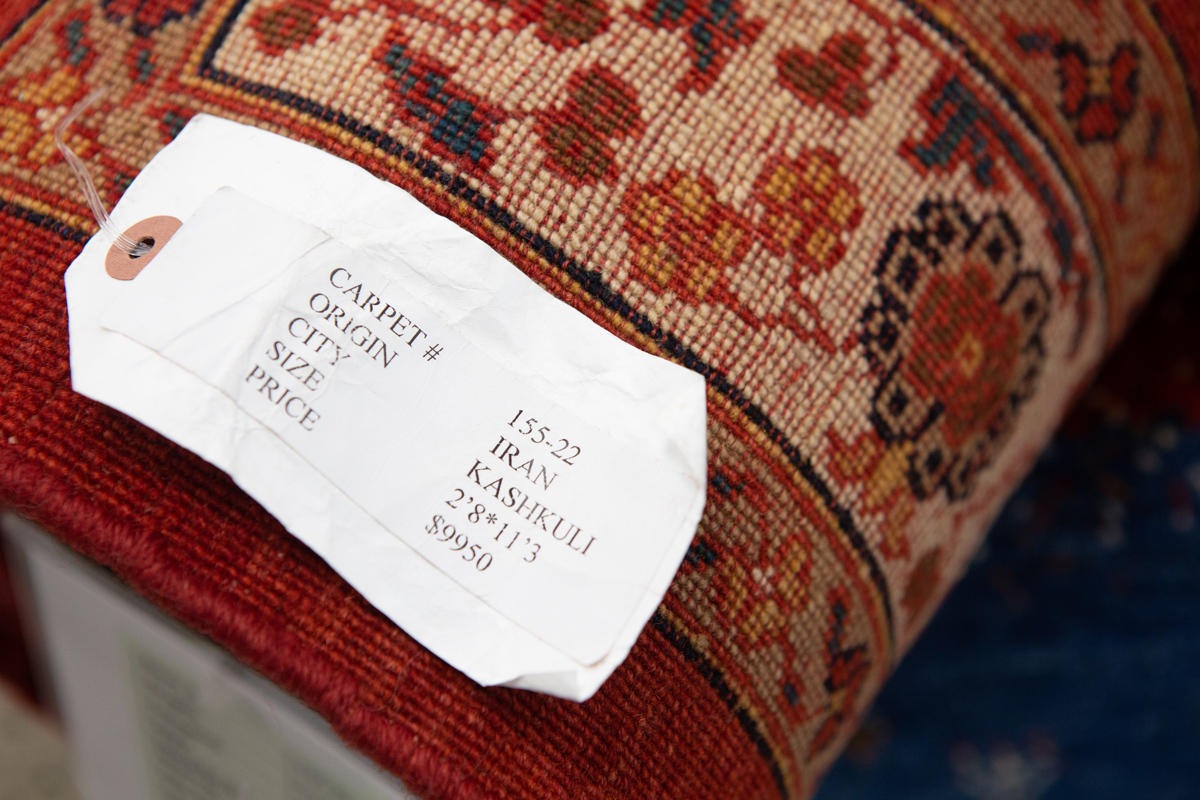 CARPET # 155-22
ORIGIN IRAN
CITY KASHKULI
SIZE 2'8*11'3
PRICE $9950